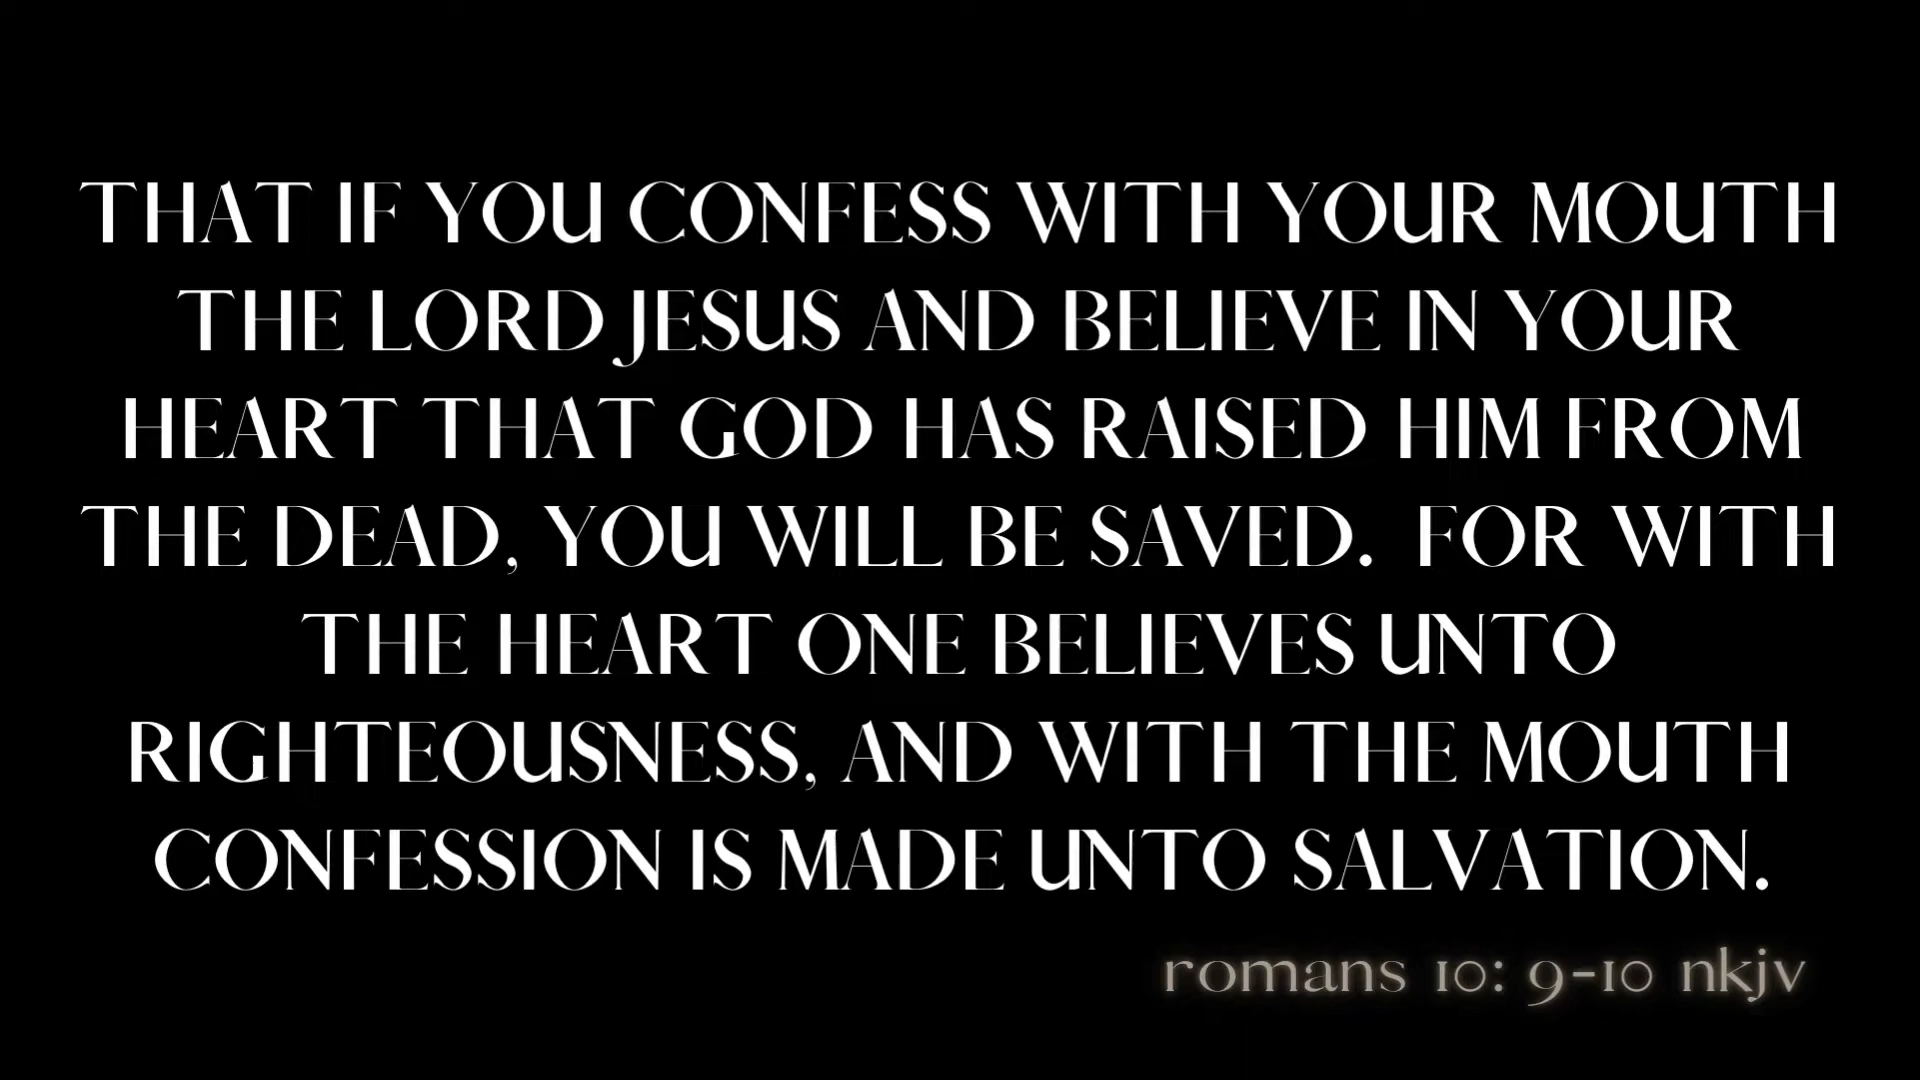 THAT IF YOU CONFESS WITH YOUR MOUTH
THE LORD JESUS AND BELIEVE IN YOUR
HEART THAT GOD HAS RAISED HIM FROM
THE DEAD, YOU WILL BE SAVED.  FOR WITH
THE HEART ONE BELIEVES UNTO
RIGHTEOUSNESS, AND WITH THE MOUTH
CONFESSION IS MADE UNTO SALVATION.
romans 10: 9-10 nkjv